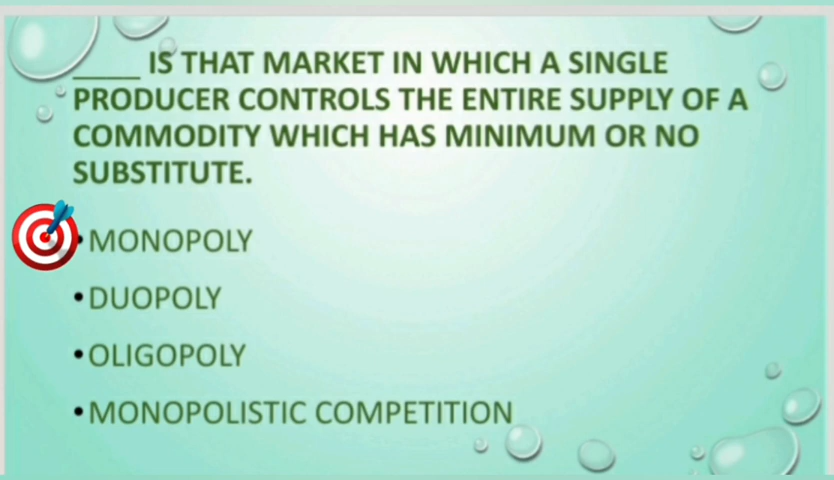 ____ IS THAT MARKET IN WHICH A SINGLE
PRODUCER CONTROLS THE ENTIRE SUPPLY OF A
COMMODITY WHICH HAS MINIMUM OR NO
SUBSTITUTE.
• MONOPOLY
• DUOPOLY
• OLIGOPOLY
• MONOPOLISTIC COMPETITION